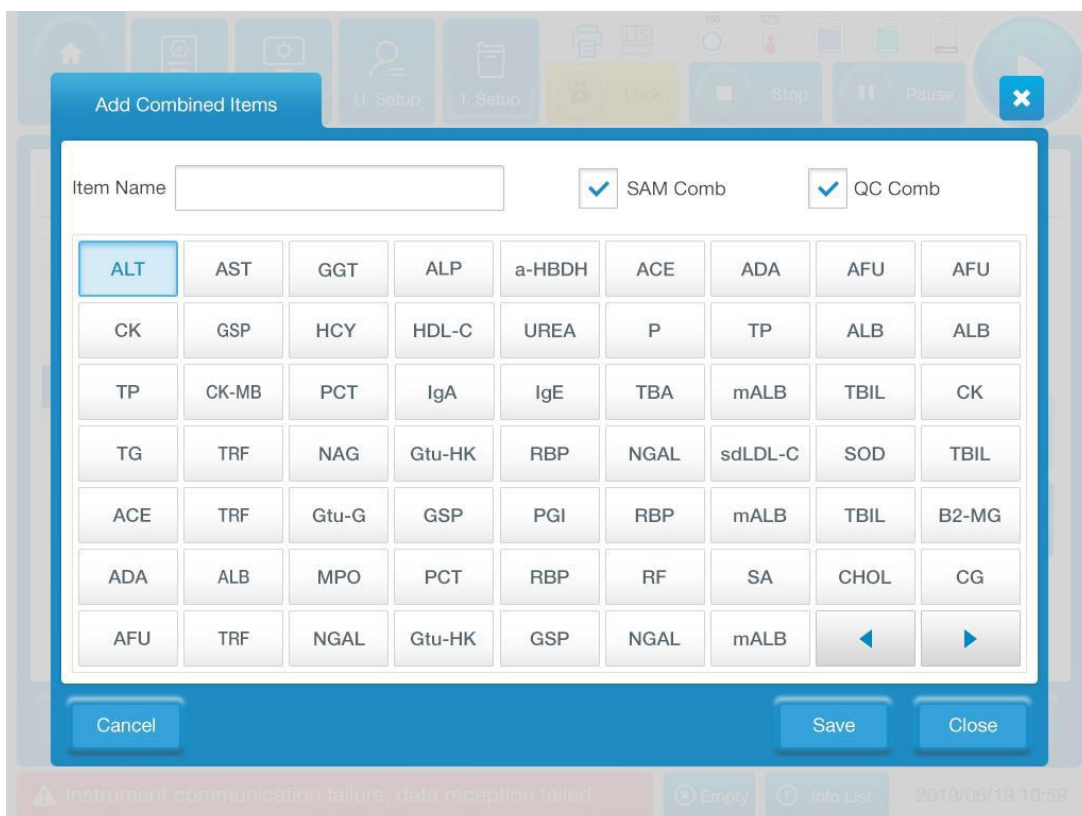 LIS
U. Setup
I. Setup
Lock
Stop
Pause
Add Combined Items
Item Name
SAM Comb
QC Comb
ALT AST GGT ALP a-HBDH ACE ADA AFU AFU
CK GSP HCY HDL-C UREA P TP ALB ALB
TP CK-MB PCT IgA IgE TBA mALB TBIL CK
TG TRF NAG Gtu-HK RBP NGAL sdLDL-C SOD TBIL
ACE TRF Gtu-G GSP PGI RBP mALB TBIL B2-MG
ADA ALB MPO PCT RBP RF SA CHOL CG
AFU TRF NGAL Gtu-HK GSP NGAL mALB
Cancel
Save
Close
Instrument communication failure, data reception failed.
Empty
Info List
2019/06/19 10:59